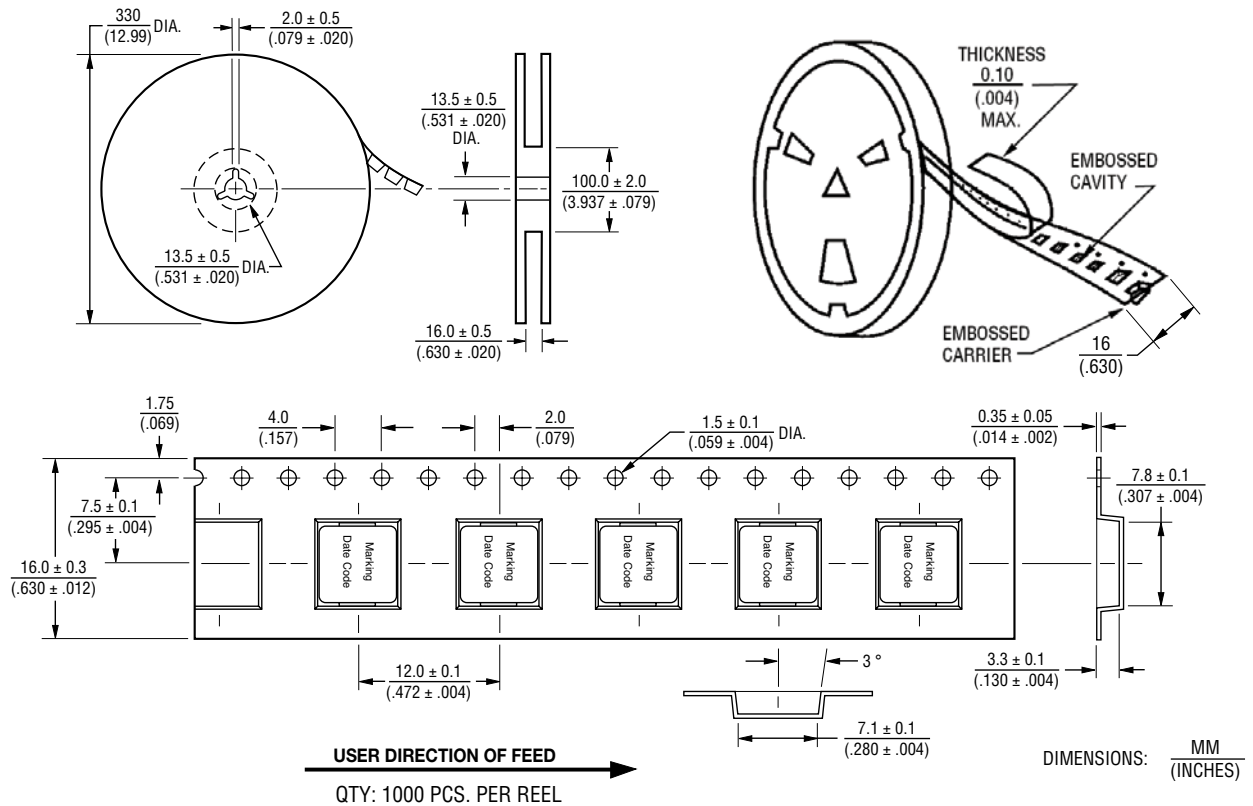 330
(12.99)
DIA.
2.0 ± 0.5
(.079 ± .020)
13.5 ± 0.5
(.531 ± .020)
DIA.
100.0 ± 2.0
(3.937 ± .079)
13.5 ± 0.5
(.531 ± .020)
DIA.
16.0 ± 0.5
(.630 ± .020)
THICKNESS
0.10
(.004)
MAX.
EMBOSSED
CAVITY
EMBOSSED
CARRIER
16
(.630)
1.75
(.069)
4.0
(.157)
2.0
(.079)
1.5 ± 0.1
(.059 ± .004)
DIA.
0.35 ± 0.05
(.014 ± .002)
7.5 ± 0.1
(.295 ± .004)
7.8 ± 0.1
(.307 ± .004)
16.0 ± 0.3
(.630 ± .012)
Marking
Date Code
Marking
Date Code
Marking
Date Code
Marking
Date Code
Marking
Date Code
12.0 ± 0.1
(.472 ± .004)
3 °
3.3 ± 0.1
(.130 ± .004)
7.1 ± 0.1
(.280 ± .004)
USER DIRECTION OF FEED
QTY: 1000 PCS. PER REEL
DIMENSIONS:
MM
(INCHES)